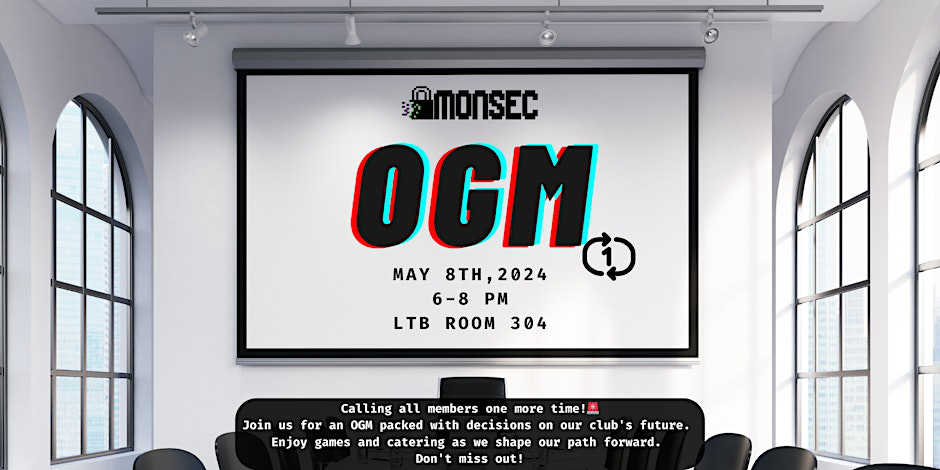 MONSEC
OGM
1
MAY 8TH,2024
6-8 PM
LTB ROOM 304
Calling all members one more time!🚨
Join us for an OGM packed with decisions on our club's future.
Enjoy games and catering as we shape our path forward.
Don't miss out!